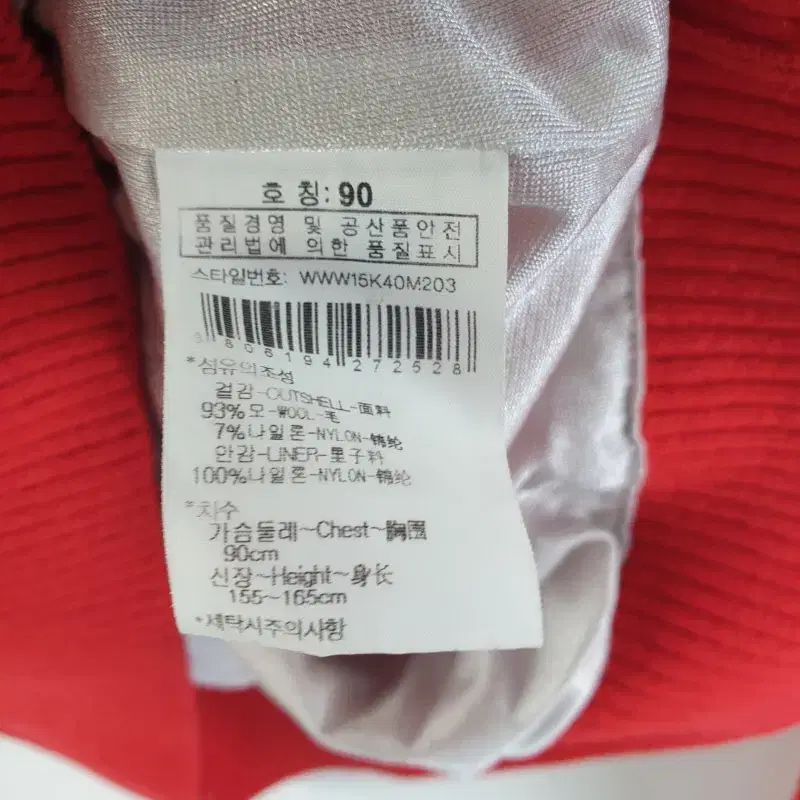 호 칭: 90
품질경영 및 공산품안전
관리법에 의한 품질표시
스타일번호: WWW15K40M203
8806194272528
*섬유의조성
겉감-OUTSHELL-面料
93%모-WOOL-毛
7%나일론-NYLON-锦纶
안감-LINER-里子料
100%나일론-NYLON-锦纶
*치수
가슴둘레~Chest~胸围
90cm
신장~Height~身长
155~165cm
*세탁시주의사항